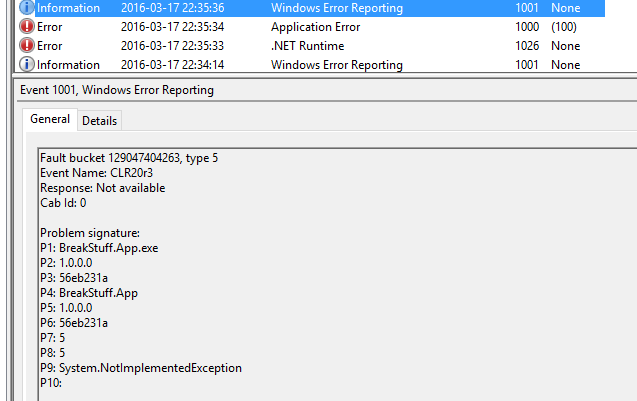 Information 2016-03-17 22:35:36 Windows Error Reporting 1001 None
Error 2016-03-17 22:35:34 Application Error 1000 (100)
Error 2016-03-17 22:35:33 .NET Runtime 1026 None
Information 2016-03-17 22:34:14 Windows Error Reporting 1001 None
Event 1001, Windows Error Reporting
General Details
Fault bucket 129047404263, type 5
Event Name: CLR20r3
Response: Not available
Cab Id: 0
Problem signature:
P1: BreakStuff.App.exe
P2: 1.0.0.0
P3: 56eb231a
P4: BreakStuff.App
P5: 1.0.0.0
P6: 56eb231a
P7: 5
P8: 5
P9: System.NotImplementedException
P10: